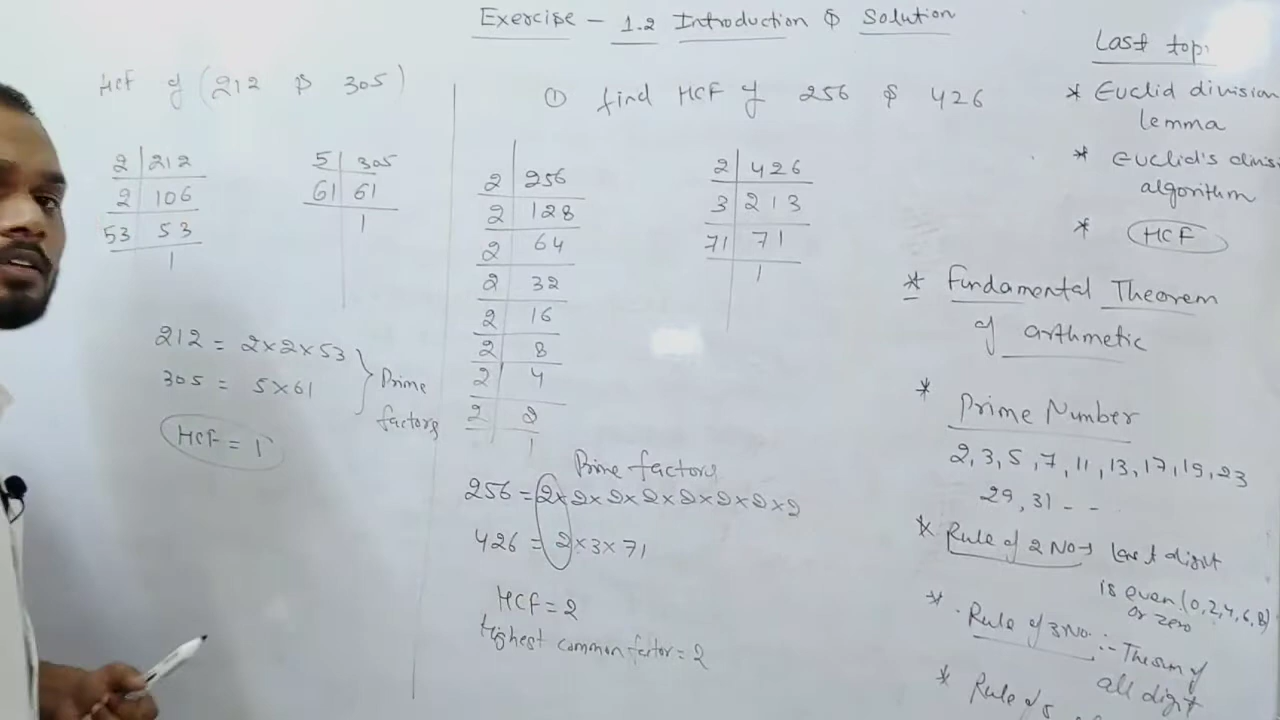 Exercise - 1.2 Introduction & Solution
HCF of (212 & 305)
2 | 212
2 | 106
53 | 53
1
5 | 305
61 | 61
1
212 = 2×2×53
305 = 5×61
Prime
factors
HCF = 1
① find HCF of 256 & 426
2 | 256
2 | 128
2 | 64
2 | 32
2 | 16
2 | 8
2 | 4
2 | 2
1
2 | 426
3 | 213
71 | 71
1
Prime factors
256 = 2×2×2×2×2×2×2×2
426 = 2×3×71
HCF = 2
Highest common factor = 2
Last top
* Euclid division
lemma
* Euclid's
algorithm
* HCF
* Fundamental Theorem
of arithmetic
* Prime Number
2, 3, 5, 7, 11, 13, 17, 19, 23
29, 31 - -
* Rule of 2 No → last digit
is even (0,2,4,6,8)
or zero
* Rule of 3 No :- The sum of
all digit
* Rule of 5